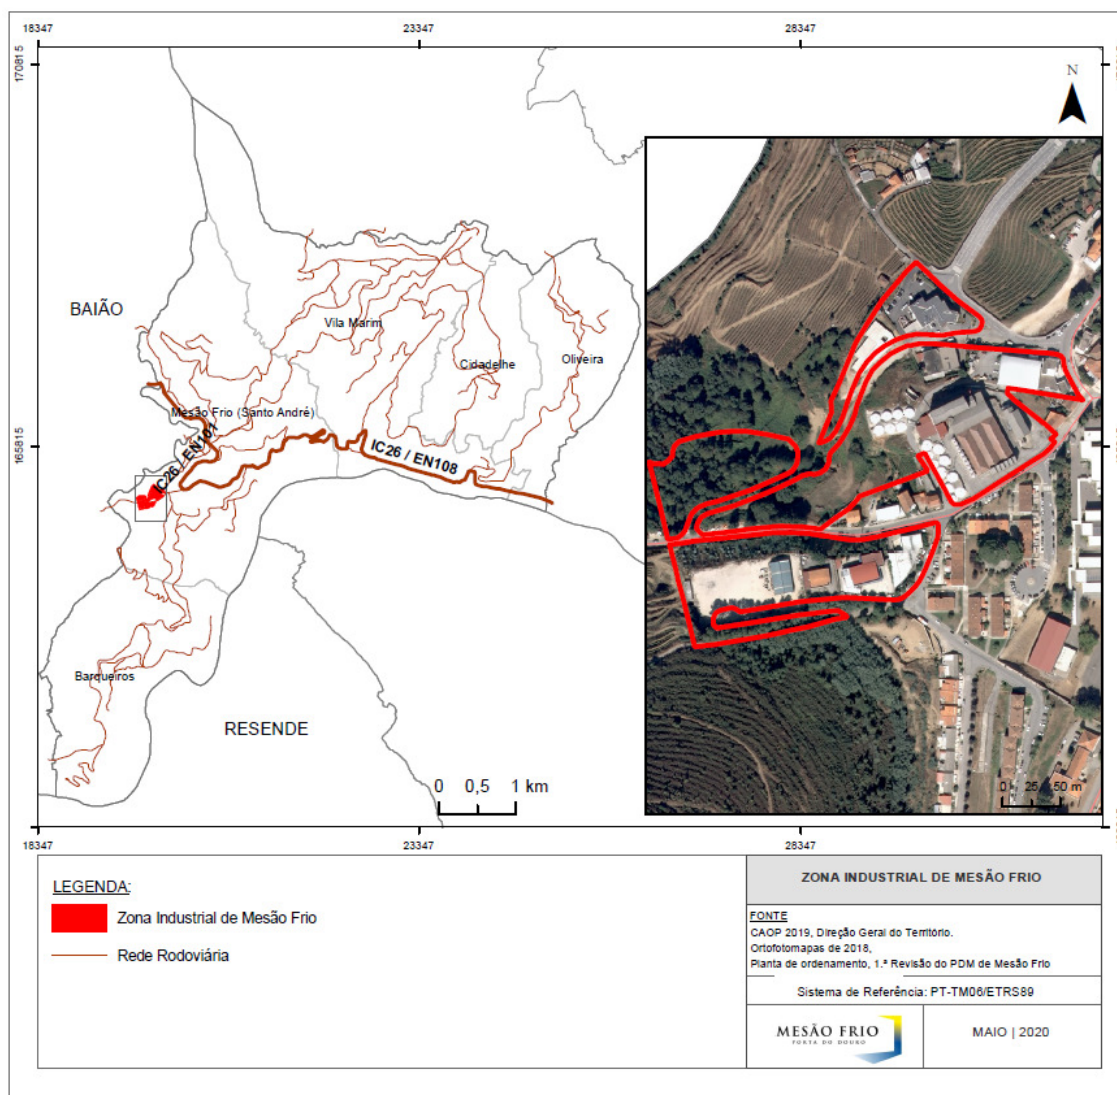 18347
23347
28347
170815
N
BAIÃO
Vila Marim
Cidadelhe
Oliveira
Mesão Frio (Santo André)
165815
IC26 / EN101
IC26 / EN108
Barqueiros
RESENDE
0 0,5 1 km
0 25 50 m
18347
23347
28347
LEGENDA:
Zona Industrial de Mesão Frio
Rede Rodoviária
ZONA INDUSTRIAL DE MESÃO FRIO
FONTE
CAOP 2019, Direção Geral do Território.
Ortofotomapas de 2018,
Planta de ordenamento, 1.ª Revisão do PDM de Mesão Frio
Sistema de Referência: PT-TM06/ETRS89
MESÃO FRIO
PORTA DO DOURO
MAIO | 2020